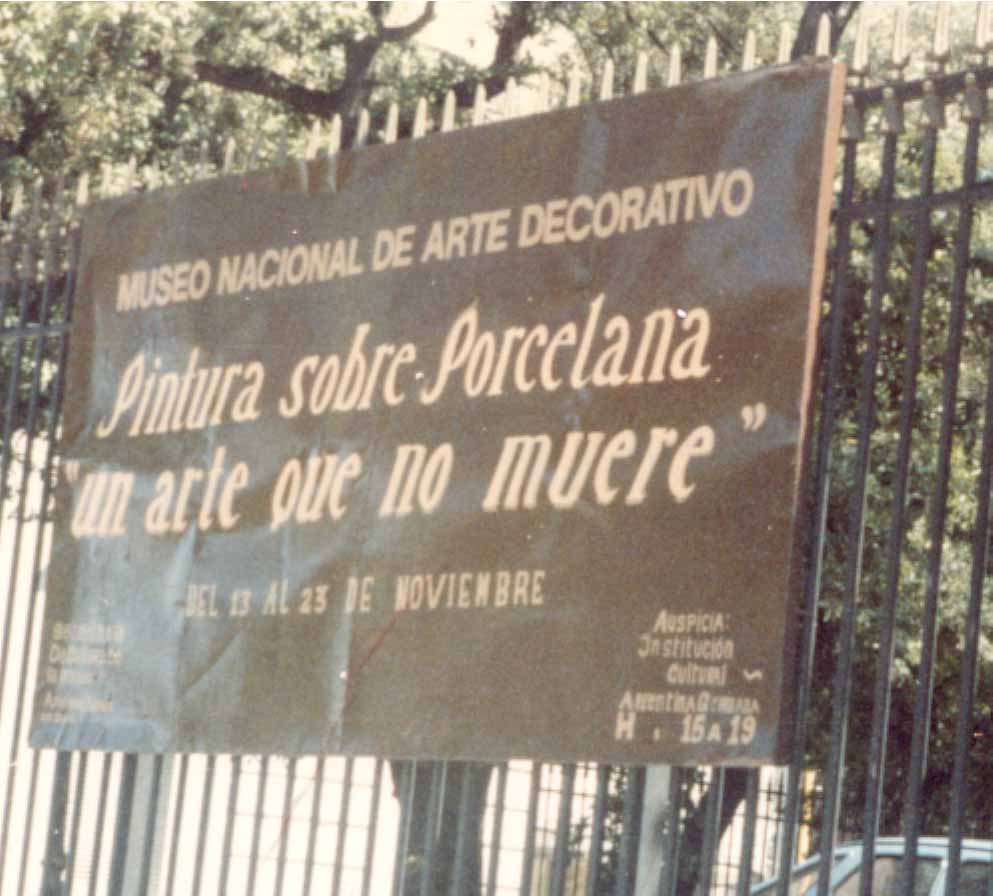 MUSEO NACIONAL DE ARTE DECORATIVO
Pintura sobre Porcelana
"un arte que no muere"
DEL 13 AL 23 DE NOVIEMBRE
AUSPICIA:
Institución
Cultural
Argentina Germana
H. 15 A 19